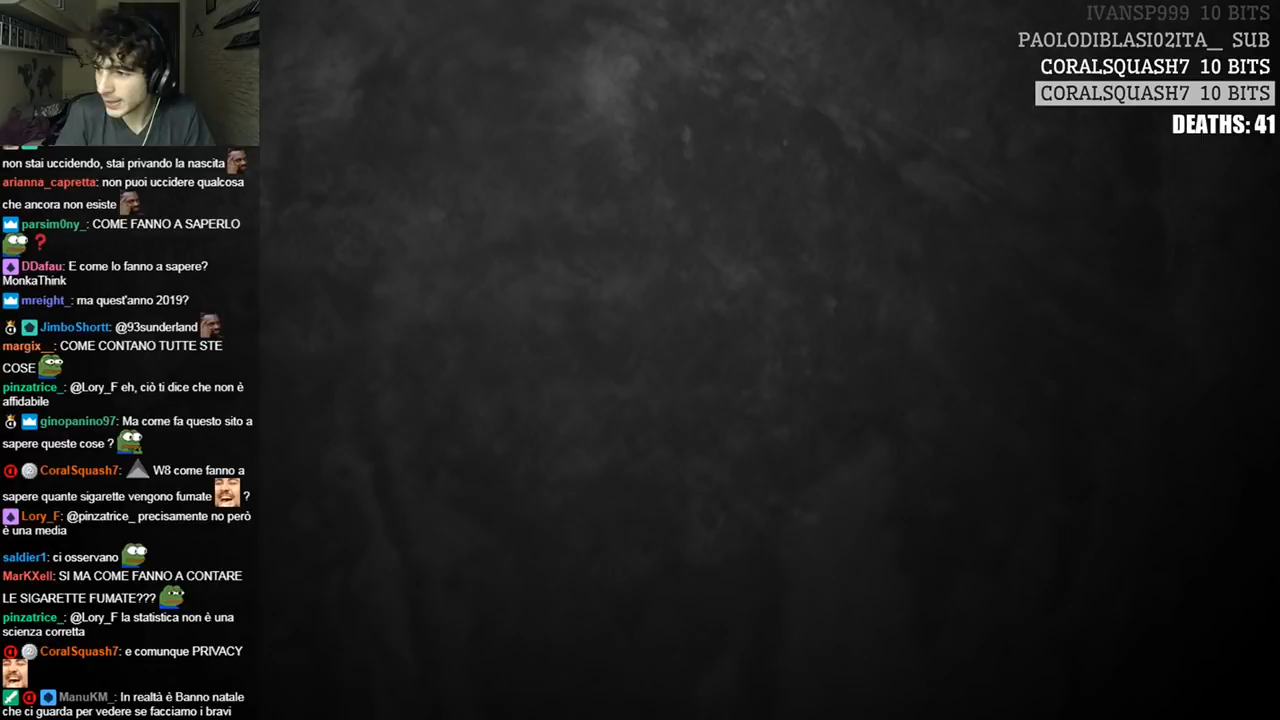 IVANSP999 10 BITS
PAOLODIBLASI02ITA_ SUB
CORALSQUASH7 10 BITS
CORALSQUASH7 10 BITS
DEATHS: 41
non stai uccidendo, stai privando la nascita
arianna_capretta: non puoi uccidere qualcosa
che ancora non esiste
parsim0ny_: COME FANNO A SAPERLO
?
DDafau: E come lo fanno a sapere?
MonkaThink
mreight_: ma quest'anno 2019?
JimboShortt: @93sunderland
margix__: COME CONTANO TUTTE STE
COSE
pinzatrice_: @Lory_F eh, ciò ti dice che non è
affidabile
ginopanino97: Ma come fa questo sito a
sapere queste cose ?
CoralSquash7: W8 come fanno a
sapere quante sigarette vengono fumate ?
Lory_F: @pinzatrice_ precisamente no però
è una media
saldier1: ci osservano
MarKXell: SI MA COME FANNO A CONTARE
LE SIGARETTE FUMATE???
pinzatrice_: @Lory_F la statistica non è una
scienza corretta
CoralSquash7: e comunque PRIVACY
ManuKM_: In realtà è Banno natale
che ci guarda per vedere se facciamo i bravi